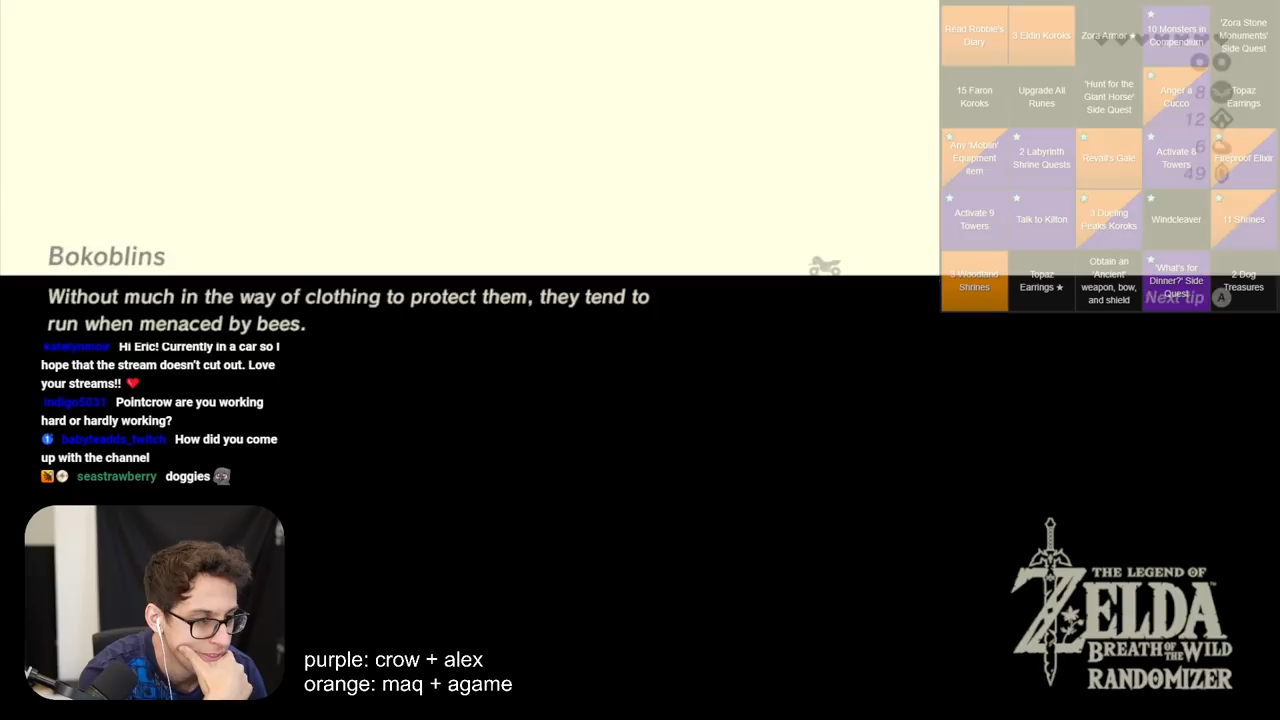 Read Robbie's
Diary
3 Eldin Koroks
Zora Armor ★
10 Monsters in
Compendium
'Zora Stone
Monuments'
Side Quest
15 Faron
Koroks
Upgrade All
Runes
'Hunt for the
Giant Horse'
Side Quest
Anger a
Cucco
8
Topaz
Earrings
12
Any 'Moblin'
Equipment
Item
2 Labyrinth
Shrine Quests
Revali's Gale
Activate 8
Towers
6
Fireproof Elixir
49
Activate 9
Towers
Talk to Kilton
3 Dueling
Peaks Koroks
Windcleaver
11 Shrines
3 Woodland
Shrines
Topaz
Earrings ★
Obtain an
'Ancient'
weapon, bow,
and shield
'What's for
Dinner?' Side
Quest
2 Dog
Treasures
Next tip A
Bokoblins
Without much in the way of clothing to protect them, they tend to
run when menaced by bees.
Hi Eric! Currently in a car so I
hope that the stream doesn't cut out. Love
your streams!!
indigo5031 Pointcrow are you working
hard or hardly working?
babyteadds_twitch How did you come
up with the channel
seastrawberry doggies
purple: crow + alex
orange: maq + agame
THE LEGEND OF
ZELDA
BREATH OF THE WILD
RANDOMIZER